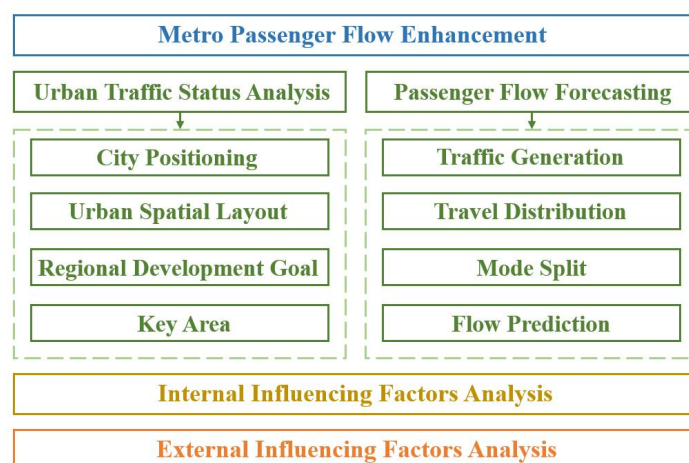 Metro Passenger Flow Enhancement
Urban Traffic Status Analysis
City Positioning
Urban Spatial Layout
Regional Development Goal
Key Area
Passenger Flow Forecasting
Traffic Generation
Travel Distribution
Mode Split
Flow Prediction
Internal Influencing Factors Analysis
External Influencing Factors Analysis